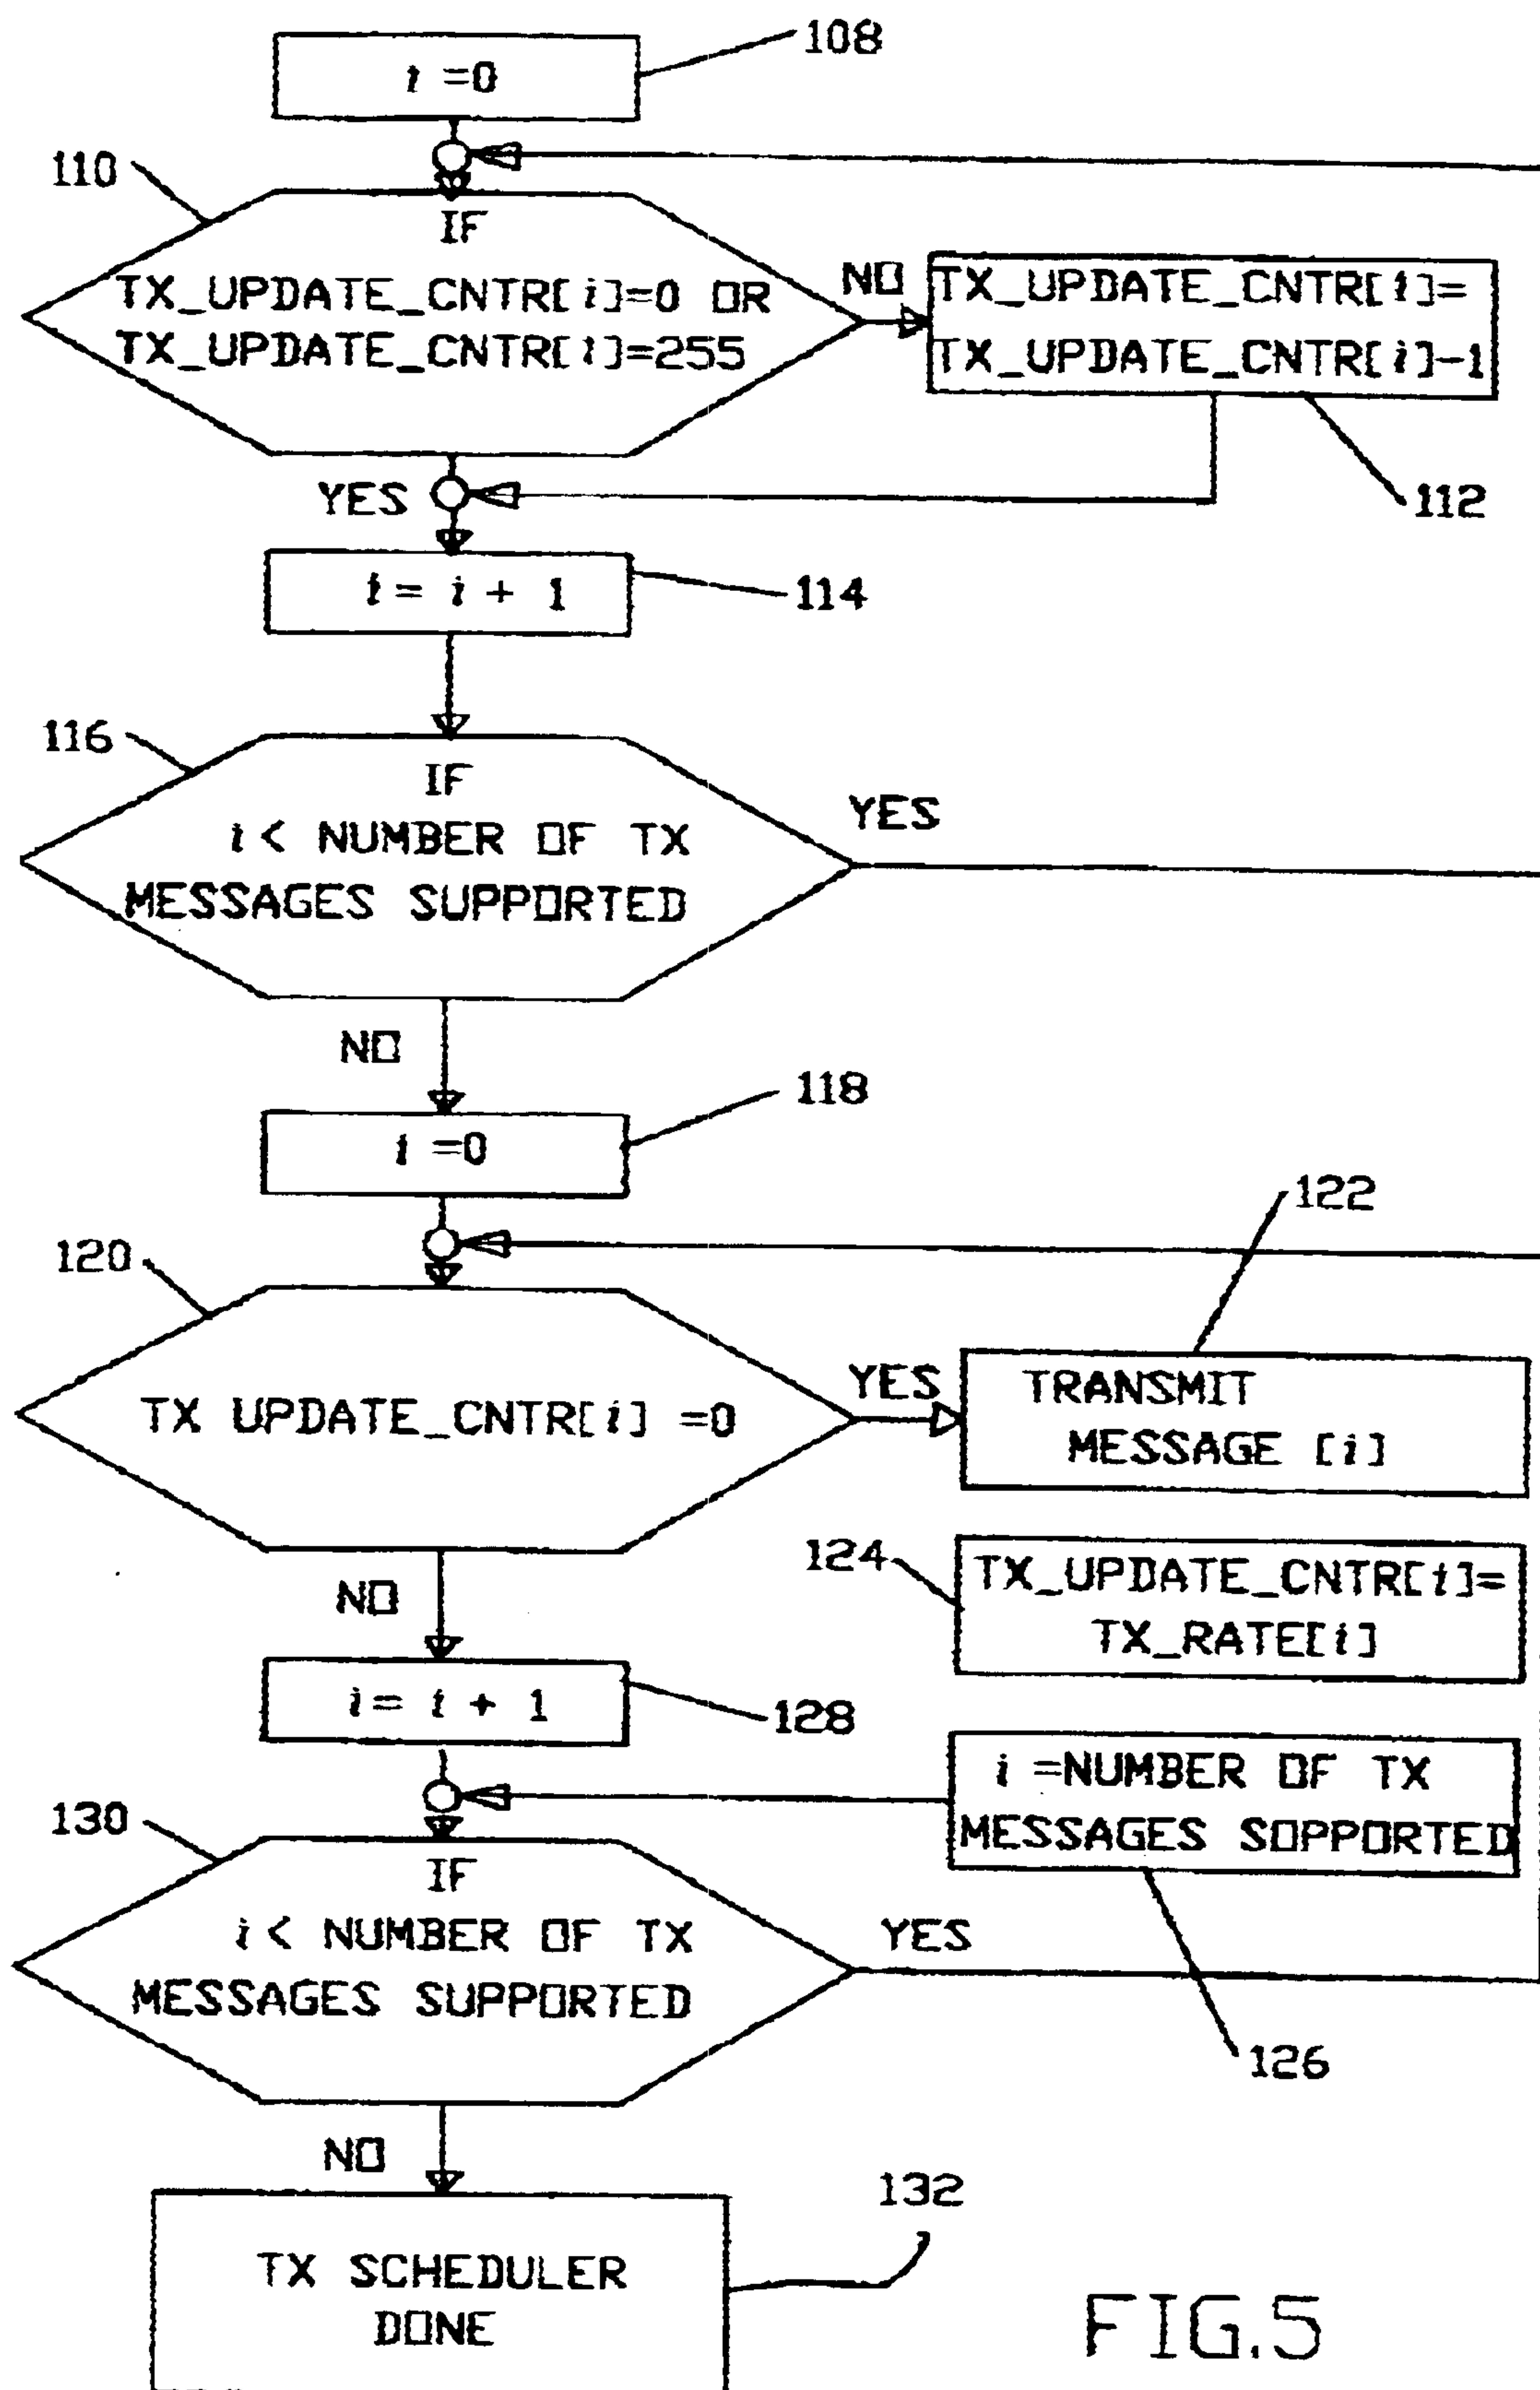 108
i =0
110
IF
TX_UPDATE_CNTR[i]=0 OR
TX_UPDATE_CNTR[i]=255
NO
TX_UPDATE_CNTR[i]=
TX_UPDATE_CNTR[i]-1
112
YES
i= i + 1
114
116
IF
i< NUMBER OF TX
MESSAGES SUPPORTED
YES
NO
118
i =0
122
120
TX UPDATE_CNTR[i] =0
YES
TRANSMIT
MESSAGE [i]
124
TX_UPDATE_CNTR[i]=
TX_RATE[i]
NO
i= i + 1
128
i =NUMBER OF TX
MESSAGES SOPPORTED
130
IF
i< NUMBER OF TX
MESSAGES SUPPORTED
YES
126
NO
132
TX SCHEDULER
DONE
FIG.5